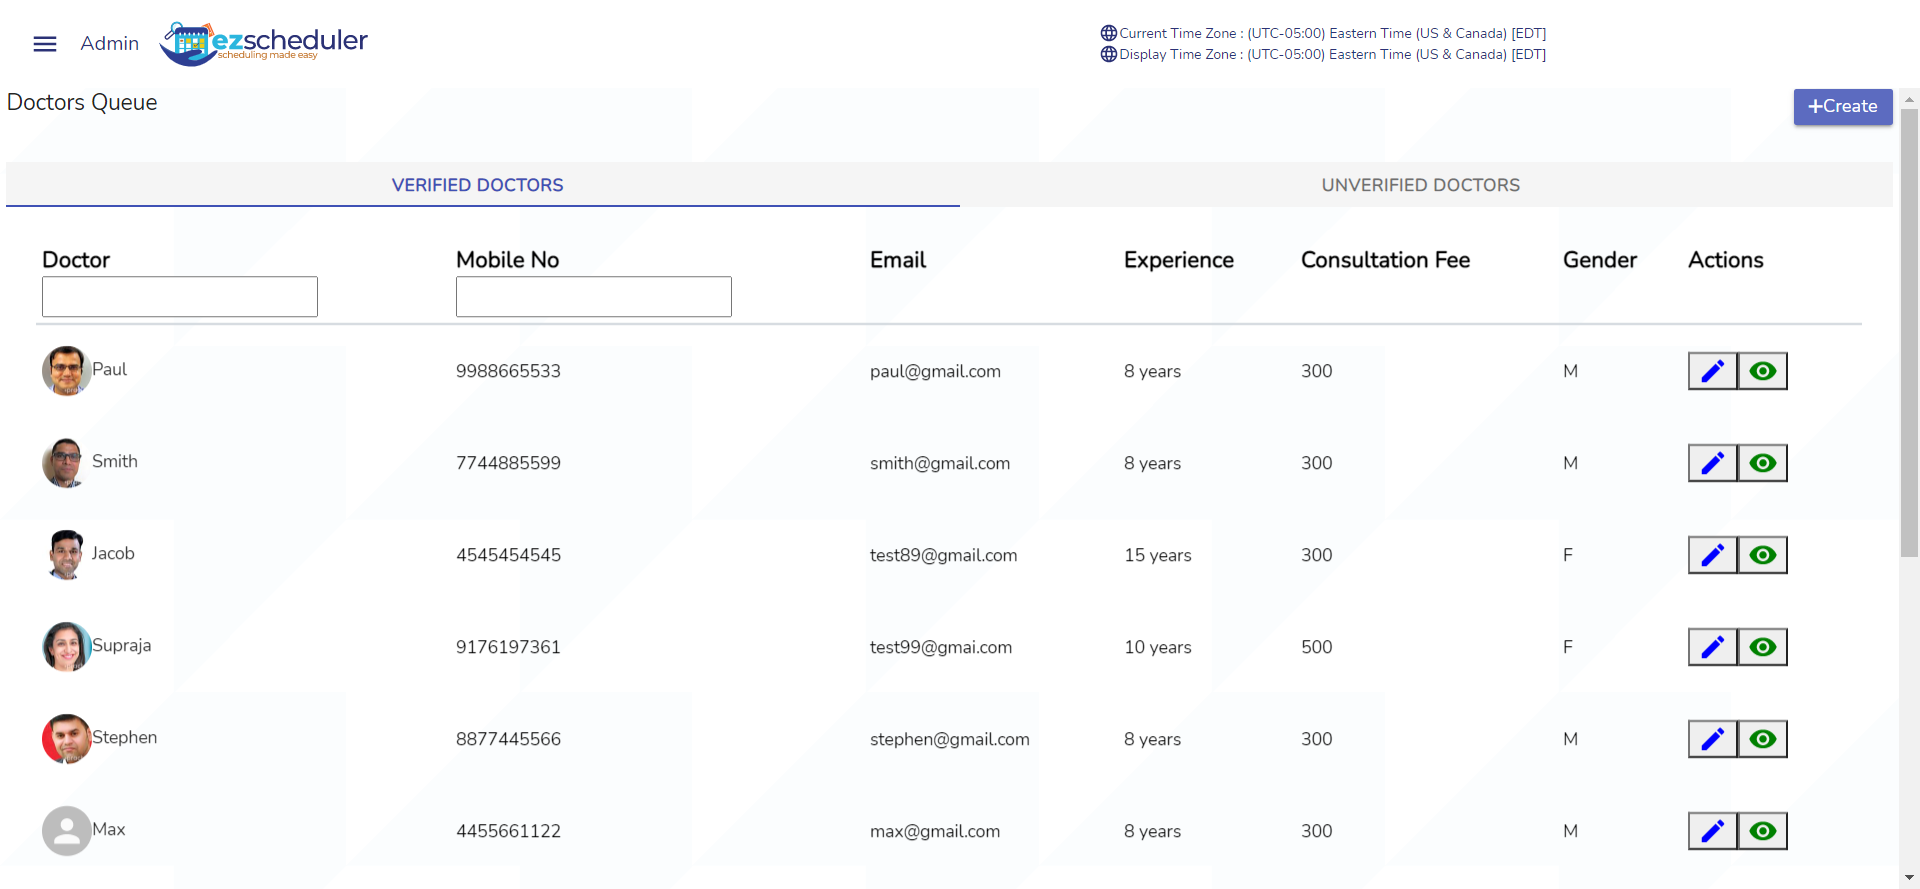 Admin
ezscheduler
scheduling made easy
Current Time Zone : (UTC-05:00) Eastern Time (US & Canada) [EDT]
Display Time Zone : (UTC-05:00) Eastern Time (US & Canada) [EDT]
Doctors Queue
+Create
VERIFIED DOCTORS UNVERIFIED DOCTORS
Doctor Mobile No Email Experience Consultation Fee Gender Actions
Paul 9988665533 paul@gmail.com 8 years 300 M
Smith 7744885599 smith@gmail.com 8 years 300 M
Jacob 4545454545 test89@gmail.com 15 years 300 F
Supraja 9176197361 test99@gmai.com 10 years 500 F
Stephen 8877445566 stephen@gmail.com 8 years 300 M
Max 4455661122 max@gmail.com 8 years 300 M